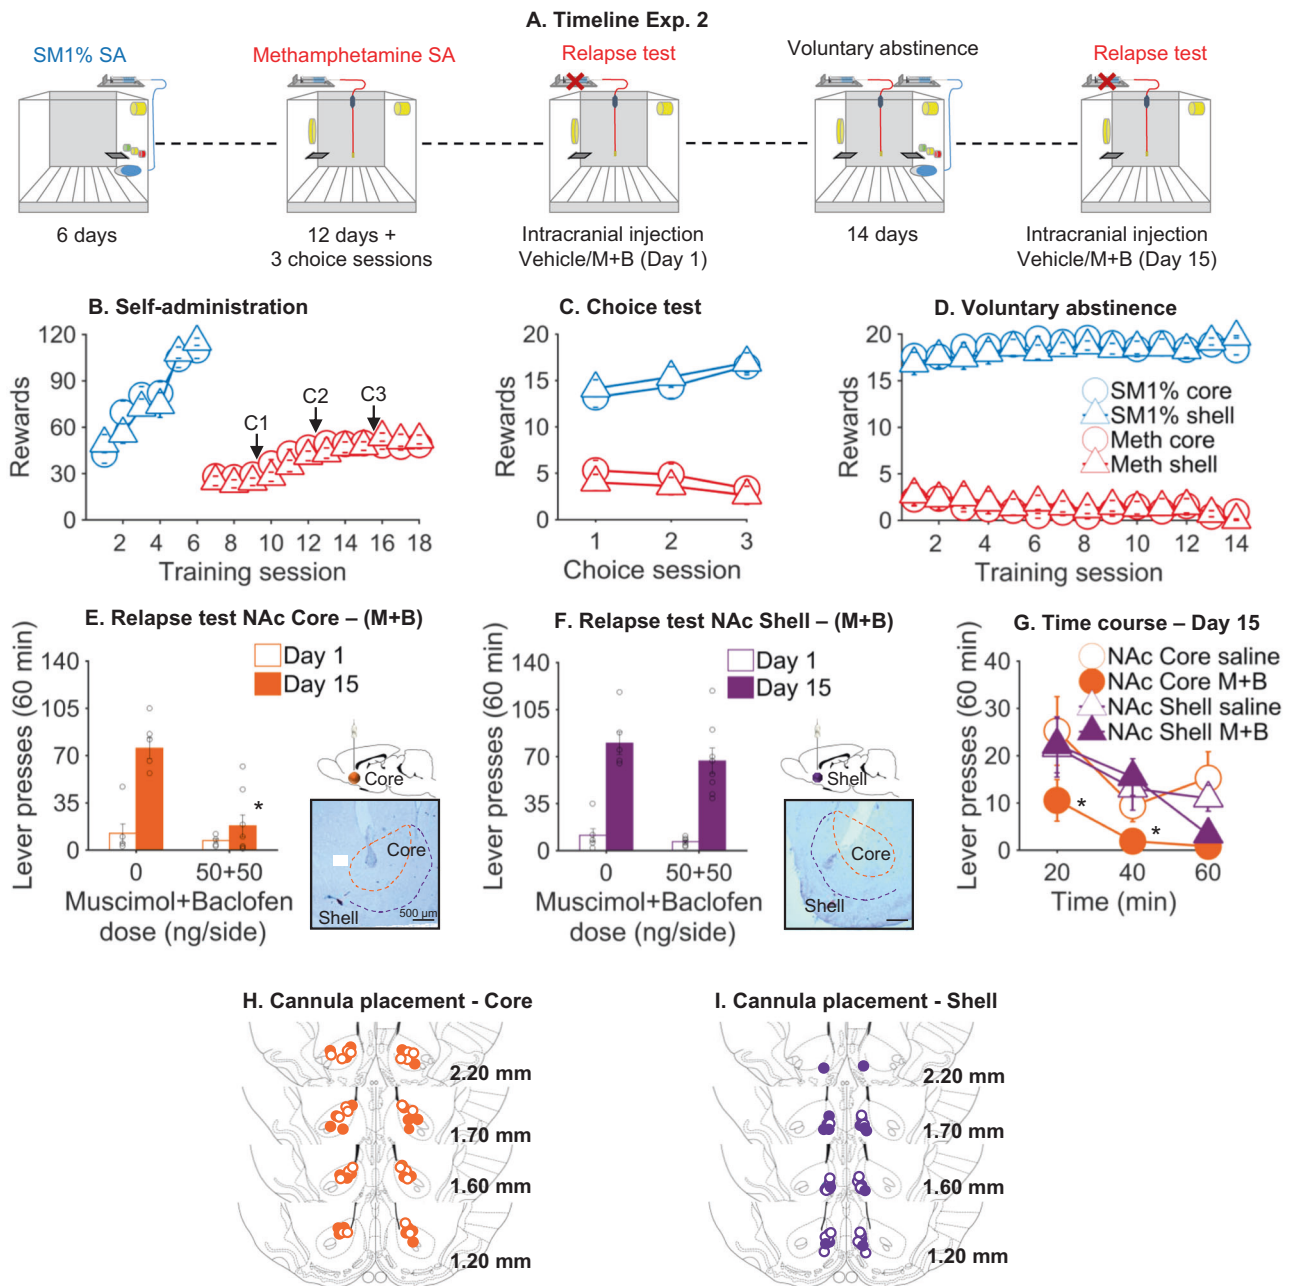 A. Timeline Exp. 2
SM1% SA
Methamphetamine SA
Relapse test
Voluntary abstinence
Relapse test
6 days
12 days +
3 choice sessions
Intracranial injection
Vehicle/M+B (Day 1)
14 days
Intracranial injection
Vehicle/M+B (Day 15)
B. Self-administration
120
90
60
30
0
Rewards
C1
C2
C3
2 4 6 8 10 12 14 16 18
Training session
C. Choice test
20
15
10
5
0
Rewards
1 2 3
Choice session
D. Voluntary abstinence
20
15
10
5
0
Rewards
SM1% core
SM1% shell
Meth core
Meth shell
2 4 6 8 10 12 14
Training session
E. Relapse test NAc Core – (M+B)
140
105
70
35
0
Lever presses (60 min)
Day 1
Day 15
*
0 50+50
Muscimol+Baclofen
dose (ng/side)
Core
Core
Shell
500 µm
F. Relapse test NAc Shell – (M+B)
140
105
70
35
0
Lever presses (60 min)
Day 1
Day 15
0 50+50
Muscimol+Baclofen
dose (ng/side)
Shell
Core
Shell
G. Time course – Day 15
40
30
20
10
0
Lever presses (60 min)
NAc Core saline
NAc Core M+B
NAc Shell saline
NAc Shell M+B
*
*
20 40 60
Time (min)
H. Cannula placement - Core
2.20 mm
1.70 mm
1.60 mm
1.20 mm
I. Cannula placement - Shell
2.20 mm
1.70 mm
1.60 mm
1.20 mm